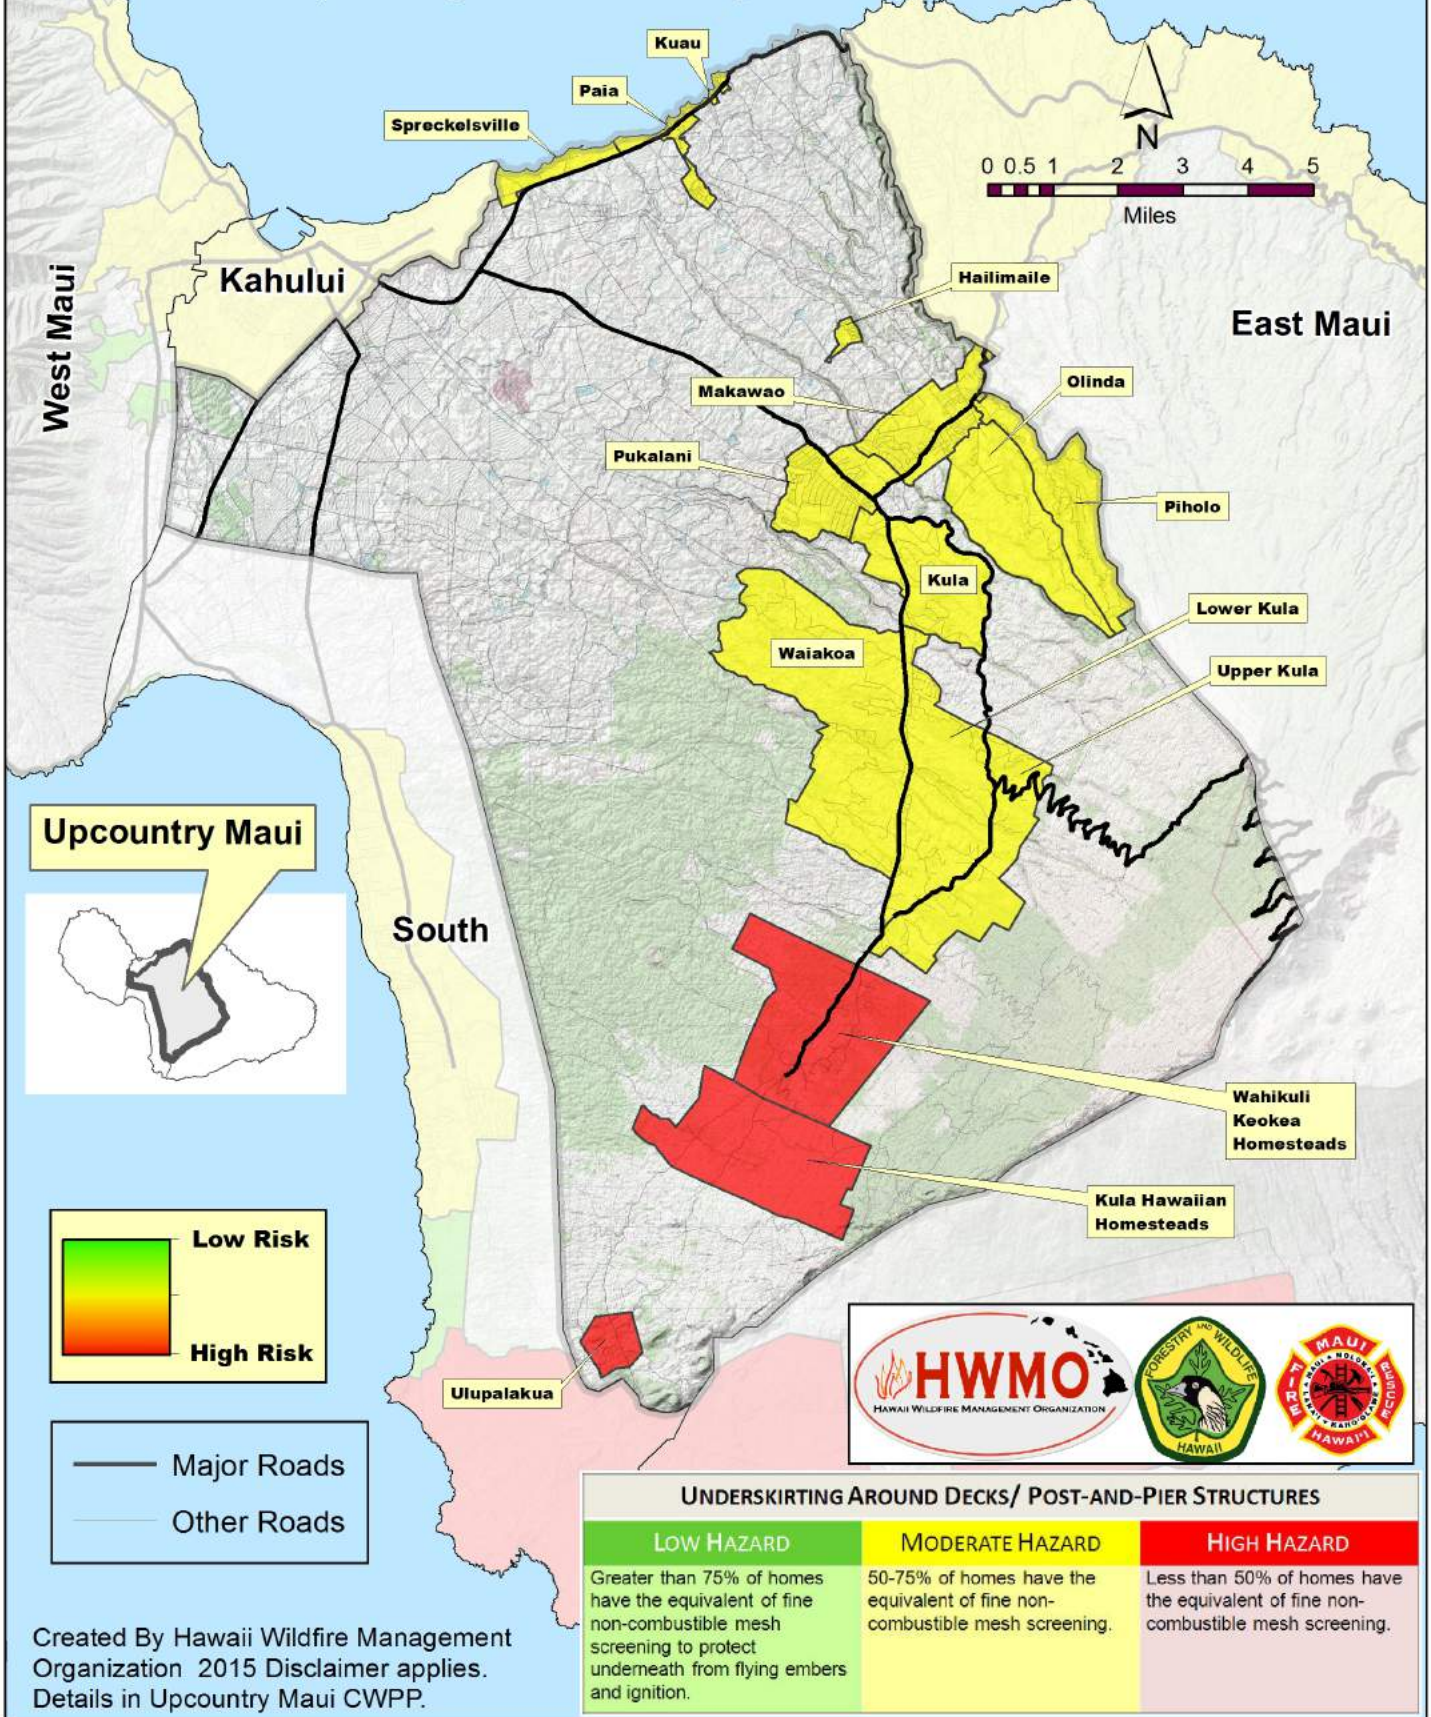 Kuau
Paia
Spreckelsville
N
0 0.5 1 2 3 4 5
Miles
Kahului
West Maui
Hailimaile
East Maui
Makawao
Olinda
Pukalani
Piholo
Kula
Lower Kula
Waiakoa
Upper Kula
Upcountry Maui
South
Wahikuli
Keokea
Homesteads
Kula Hawaiian
Homesteads
Low Risk
High Risk
Ulupalakua
HWMO
HAWAII WILDFIRE MANAGEMENT ORGANIZATION
FORESTRY AND WILDLIFE
HAWAII
MAUI
FIRE
RESCUE
HAWAI'I
Major Roads
Other Roads
UNDERSKIRTING AROUND DECKS/ POST-AND-PIER STRUCTURES
LOW HAZARD
Greater than 75% of homes
have the equivalent of fine
non-combustible mesh
screening to protect
underneath from flying embers
and ignition.
MODERATE HAZARD
50-75% of homes have the
equivalent of fine non-
combustible mesh screening.
HIGH HAZARD
Less than 50% of homes have
the equivalent of fine non-
combustible mesh screening.
Created By Hawaii Wildfire Management
Organization 2015 Disclaimer applies.
Details in Upcountry Maui CWPP.